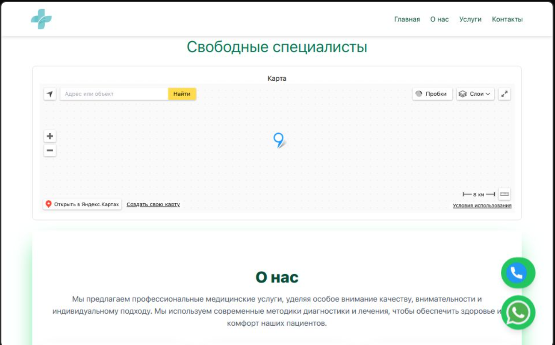 Главная О нас Услуги Контакты
Свободные специалисты
Карта
Адрес или объект Найти Пробки Слои
6 км
Открыть в Яндекс.Картах Создать свою карту Условия использования
О нас
Мы предлагаем профессиональные медицинские услуги, уделяя особое внимание качеству, внимательности и
индивидуальному подходу. Мы используем современные методики диагностики и лечения, чтобы обеспечить здоровье и
комфорт наших пациентов.